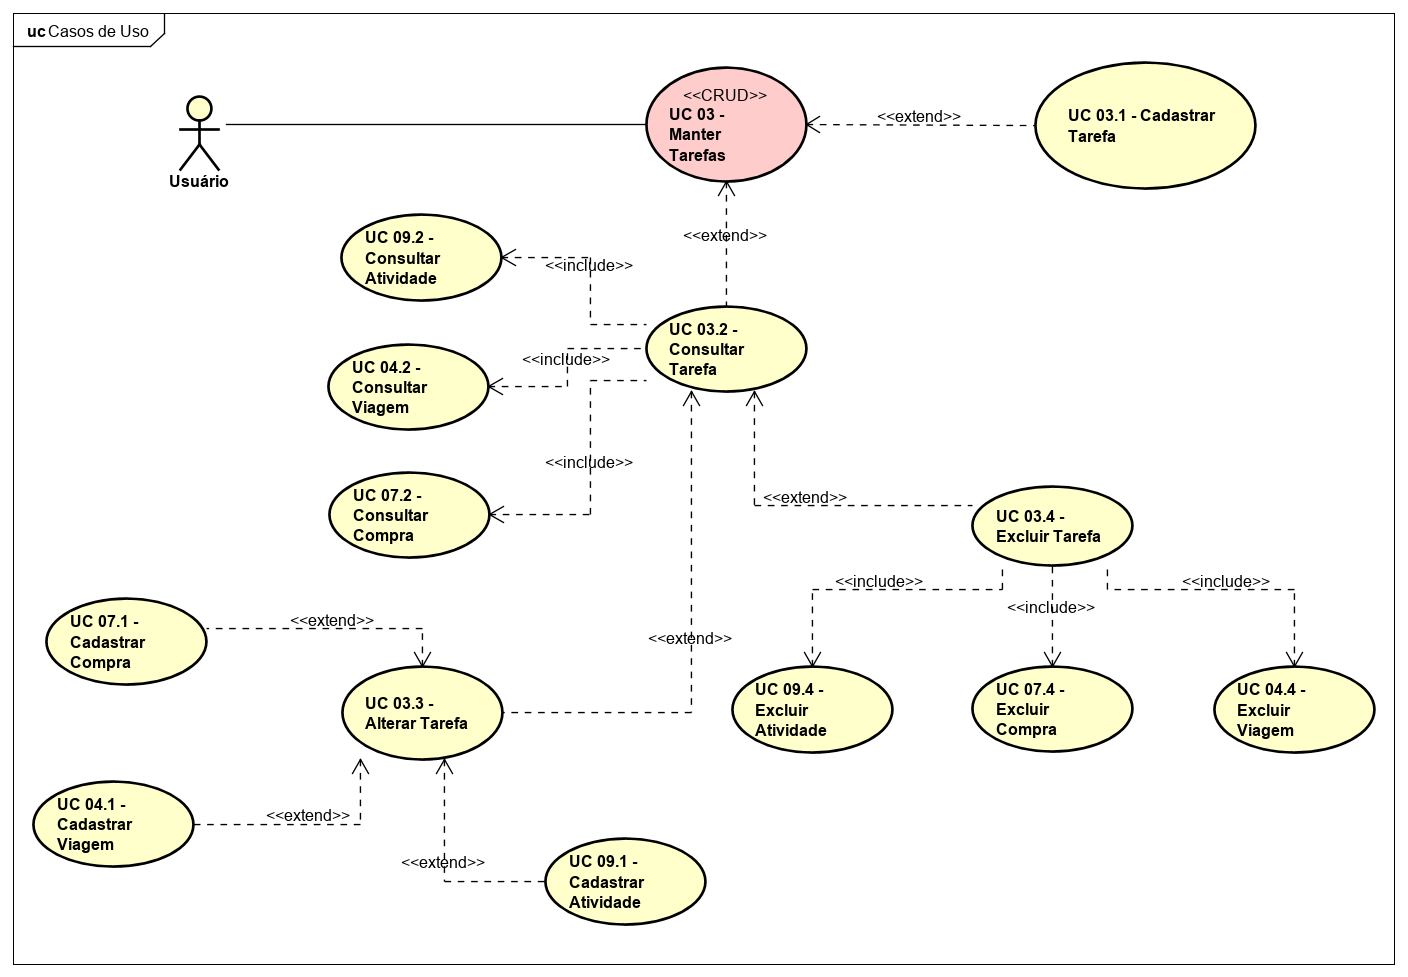 uc Casos de Uso
Usuário
<<CRUD>>
UC 03 -
Manter
Tarefas
<<extend>>
UC 03.1 - Cadastrar
Tarefa
<<extend>>
UC 09.2 -
Consultar
Atividade
<<include>>
UC 03.2 -
Consultar
Tarefa
<<include>>
UC 04.2 -
Consultar
Viagem
<<include>>
UC 07.2 -
Consultar
Compra
<<extend>>
UC 03.4 -
Excluir Tarefa
<<include>>
<<include>>
<<include>>
UC 07.1 -
Cadastrar
Compra
<<extend>>
<<extend>>
UC 03.3 -
Alterar Tarefa
UC 09.4 -
Excluir
Atividade
UC 07.4 -
Excluir
Compra
UC 04.4 -
Excluir
Viagem
UC 04.1 -
Cadastrar
Viagem
<<extend>>
<<extend>>
UC 09.1 -
Cadastrar
Atividade